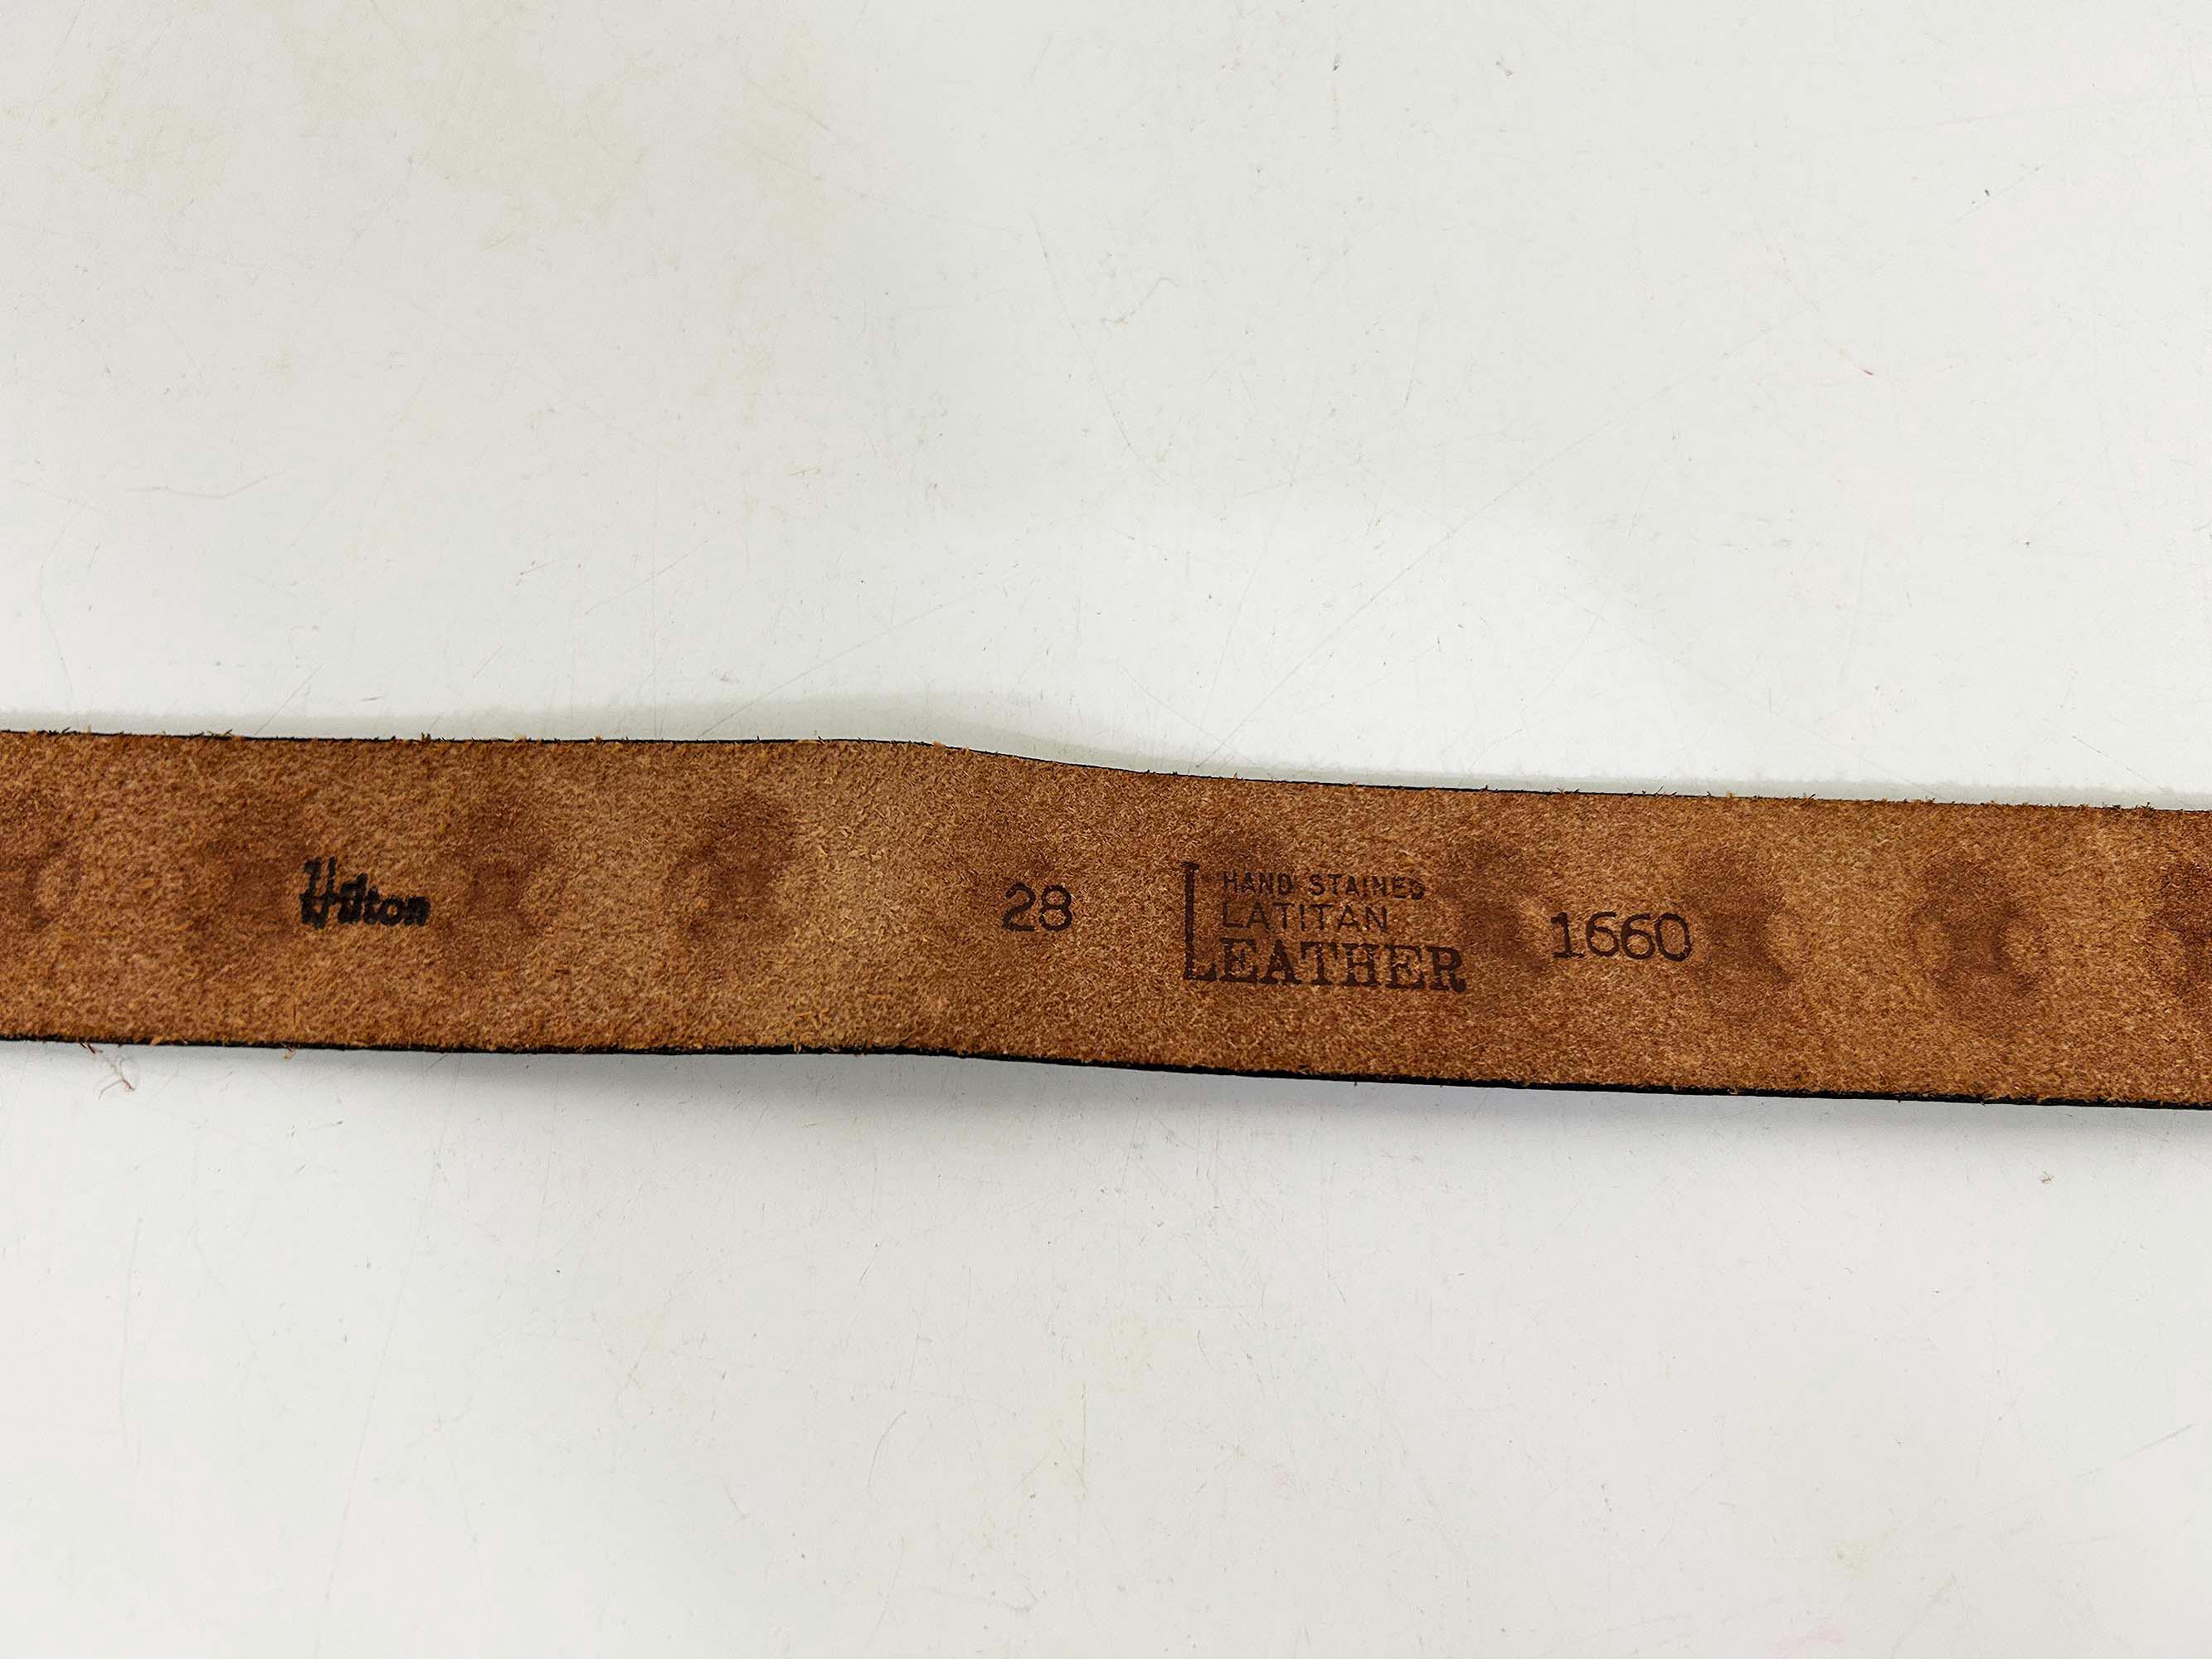 Hilton
28
HAND STAINED
LATITAN
LEATHER
1660